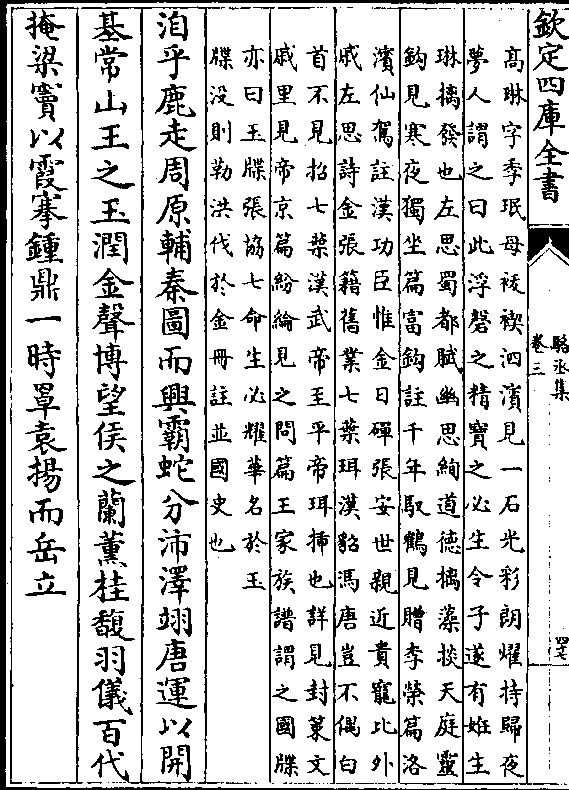 欽定四庫全書
駱丞集
卷三
四十七
髙琳字季珉母祓禊泗濱見一石光彩朗耀持歸夜
夢人謂之曰此浮磬之精寶之必生令子遂有娠生
琳摛發也左思蜀都賦幽思絢道德摛藻掞天庭靈
鈎見寒夜獨坐篇富鈎註千年馭鶴見贈李榮篇洛
濱仙駕註漢功臣惟金日磾張安世親近貴寵比外
戚左思詩金張籍舊業七葉珥漢貂馮唐豈不偶白
首不見招七葉漢武帝至平帝珥揷也詳見封菓文
戚里見帝京篇紛綸見之問篇王家族譜謂之國牒
亦曰玉牒張協七命生必耀華名於玉
牒没則勒洪伐於金冊註並國史也
洎乎鹿走周原輔秦圖而興霸蛇分沛澤翊唐運以開
基常山王之玉潤金聲博望侯之蘭薫桂馥羽儀百代
掩梁竇以霞搴鍾鼎一時罩袁揚而岳立